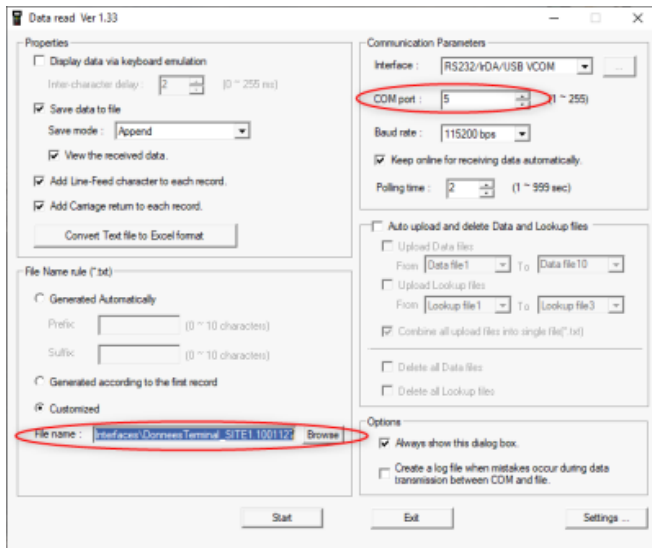 Data read Ver 1.33
Properties
Display data via keyboard emulation
Inter-character delay : 2 (0 ~ 255 ms)
Save data to file
Save mode : Append
View the received data.
Add Line-Feed character to each record.
Add Carriage return to each record.
Convert Text file to Excel format
File Name rule (*.txt)
Generated Automatically
Prefix: (0 ~ 10 characters)
Suffix: (0 ~ 10 characters)
Generated according to the first record
Customized
File name : Interfaces\DonneesTerminal_SITE1 Browse
Communication Parameters
Interface : RS232/IrDA/USB VCOM ...
COM port : 5 (1 ~ 255)
Baud rate : 115200 bps
Keep online for receiving data automatically.
Polling time : 2 (1 ~ 999 sec)
Auto upload and delete Data and Lookup files
Upload Data files
From Data file1 To Data file10
Upload Lookup files
From Lookup file1 To Lookup file3
Combine all upload files into single file(*.txt)
Delete all Data files
Delete all Lookup files
Options
Always show this dialog box.
Create a log file when mistakes occur during data
transmission between COM and file.
Start Exit Settings ...